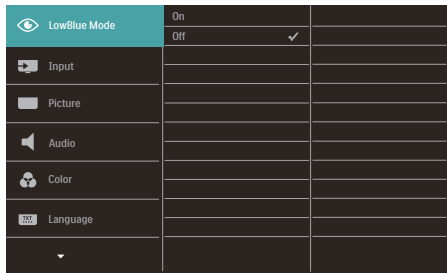 LowBlue Mode
On
Off
Input
Picture
Audio
Color
TXT
Language